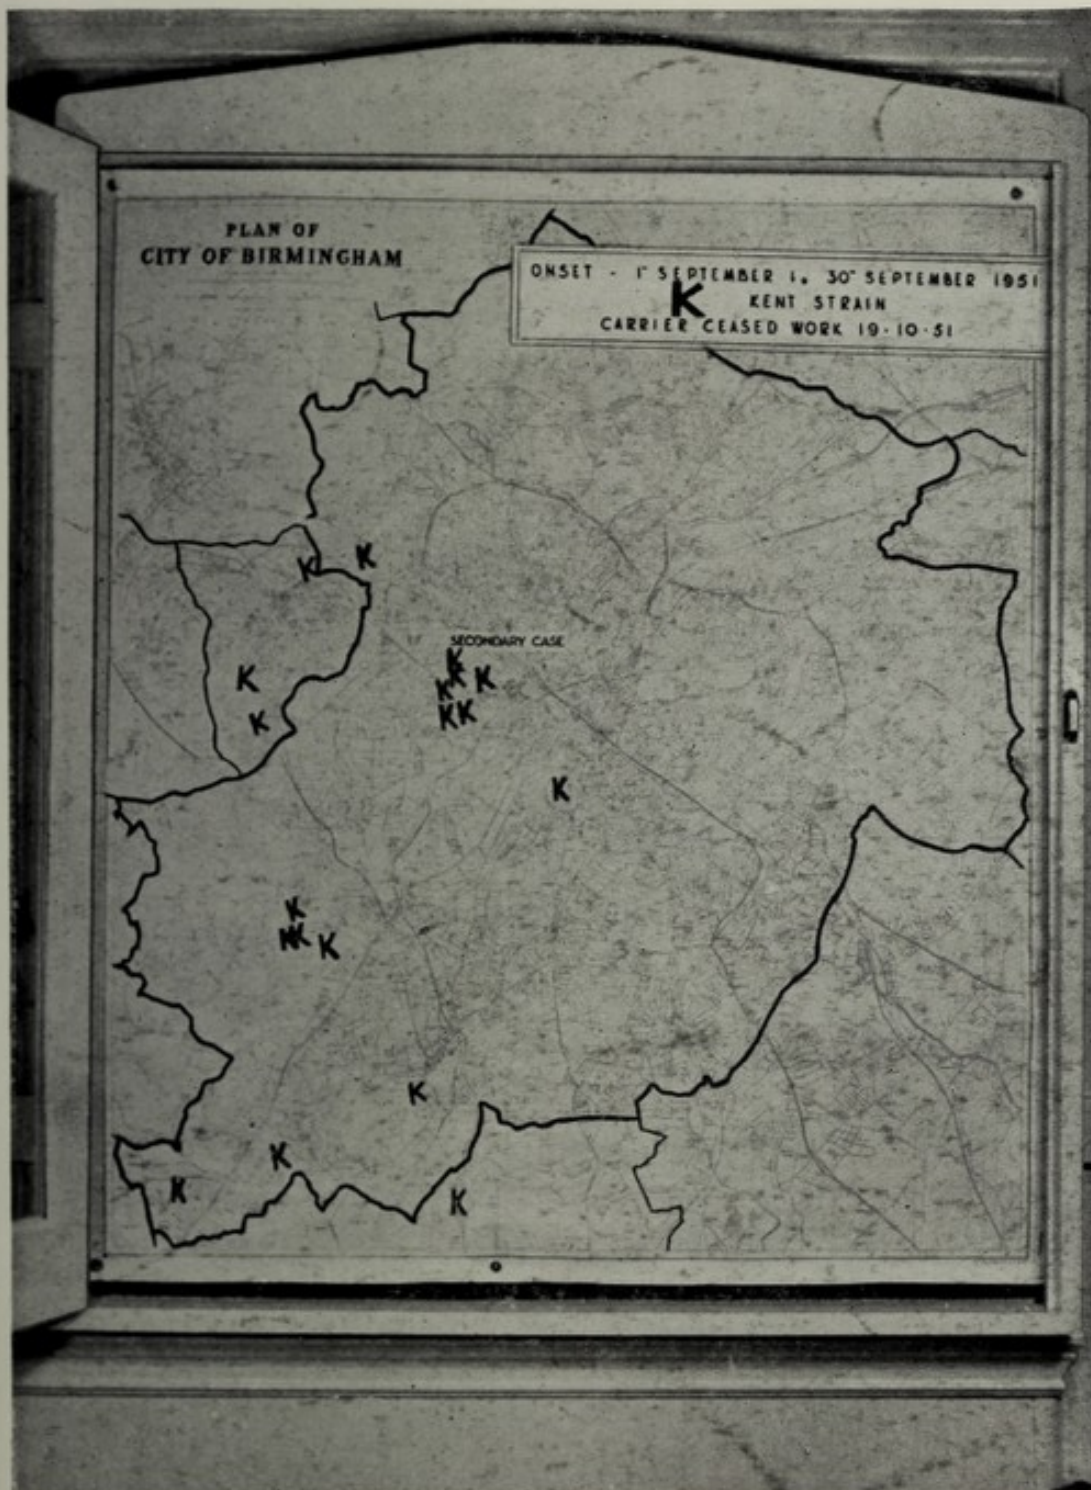 PLAN OF
CITY OF BIRMINGHAM
ONSET - 1ST SEPTEMBER 1. 30TH SEPTEMBER 1951
K KENT STRAIN
CARRIER CEASED WORK 19·10·51
K K
SECONDARY CASE
K
K K K K
K K K
K
K
K
K K K
K
K
K
K